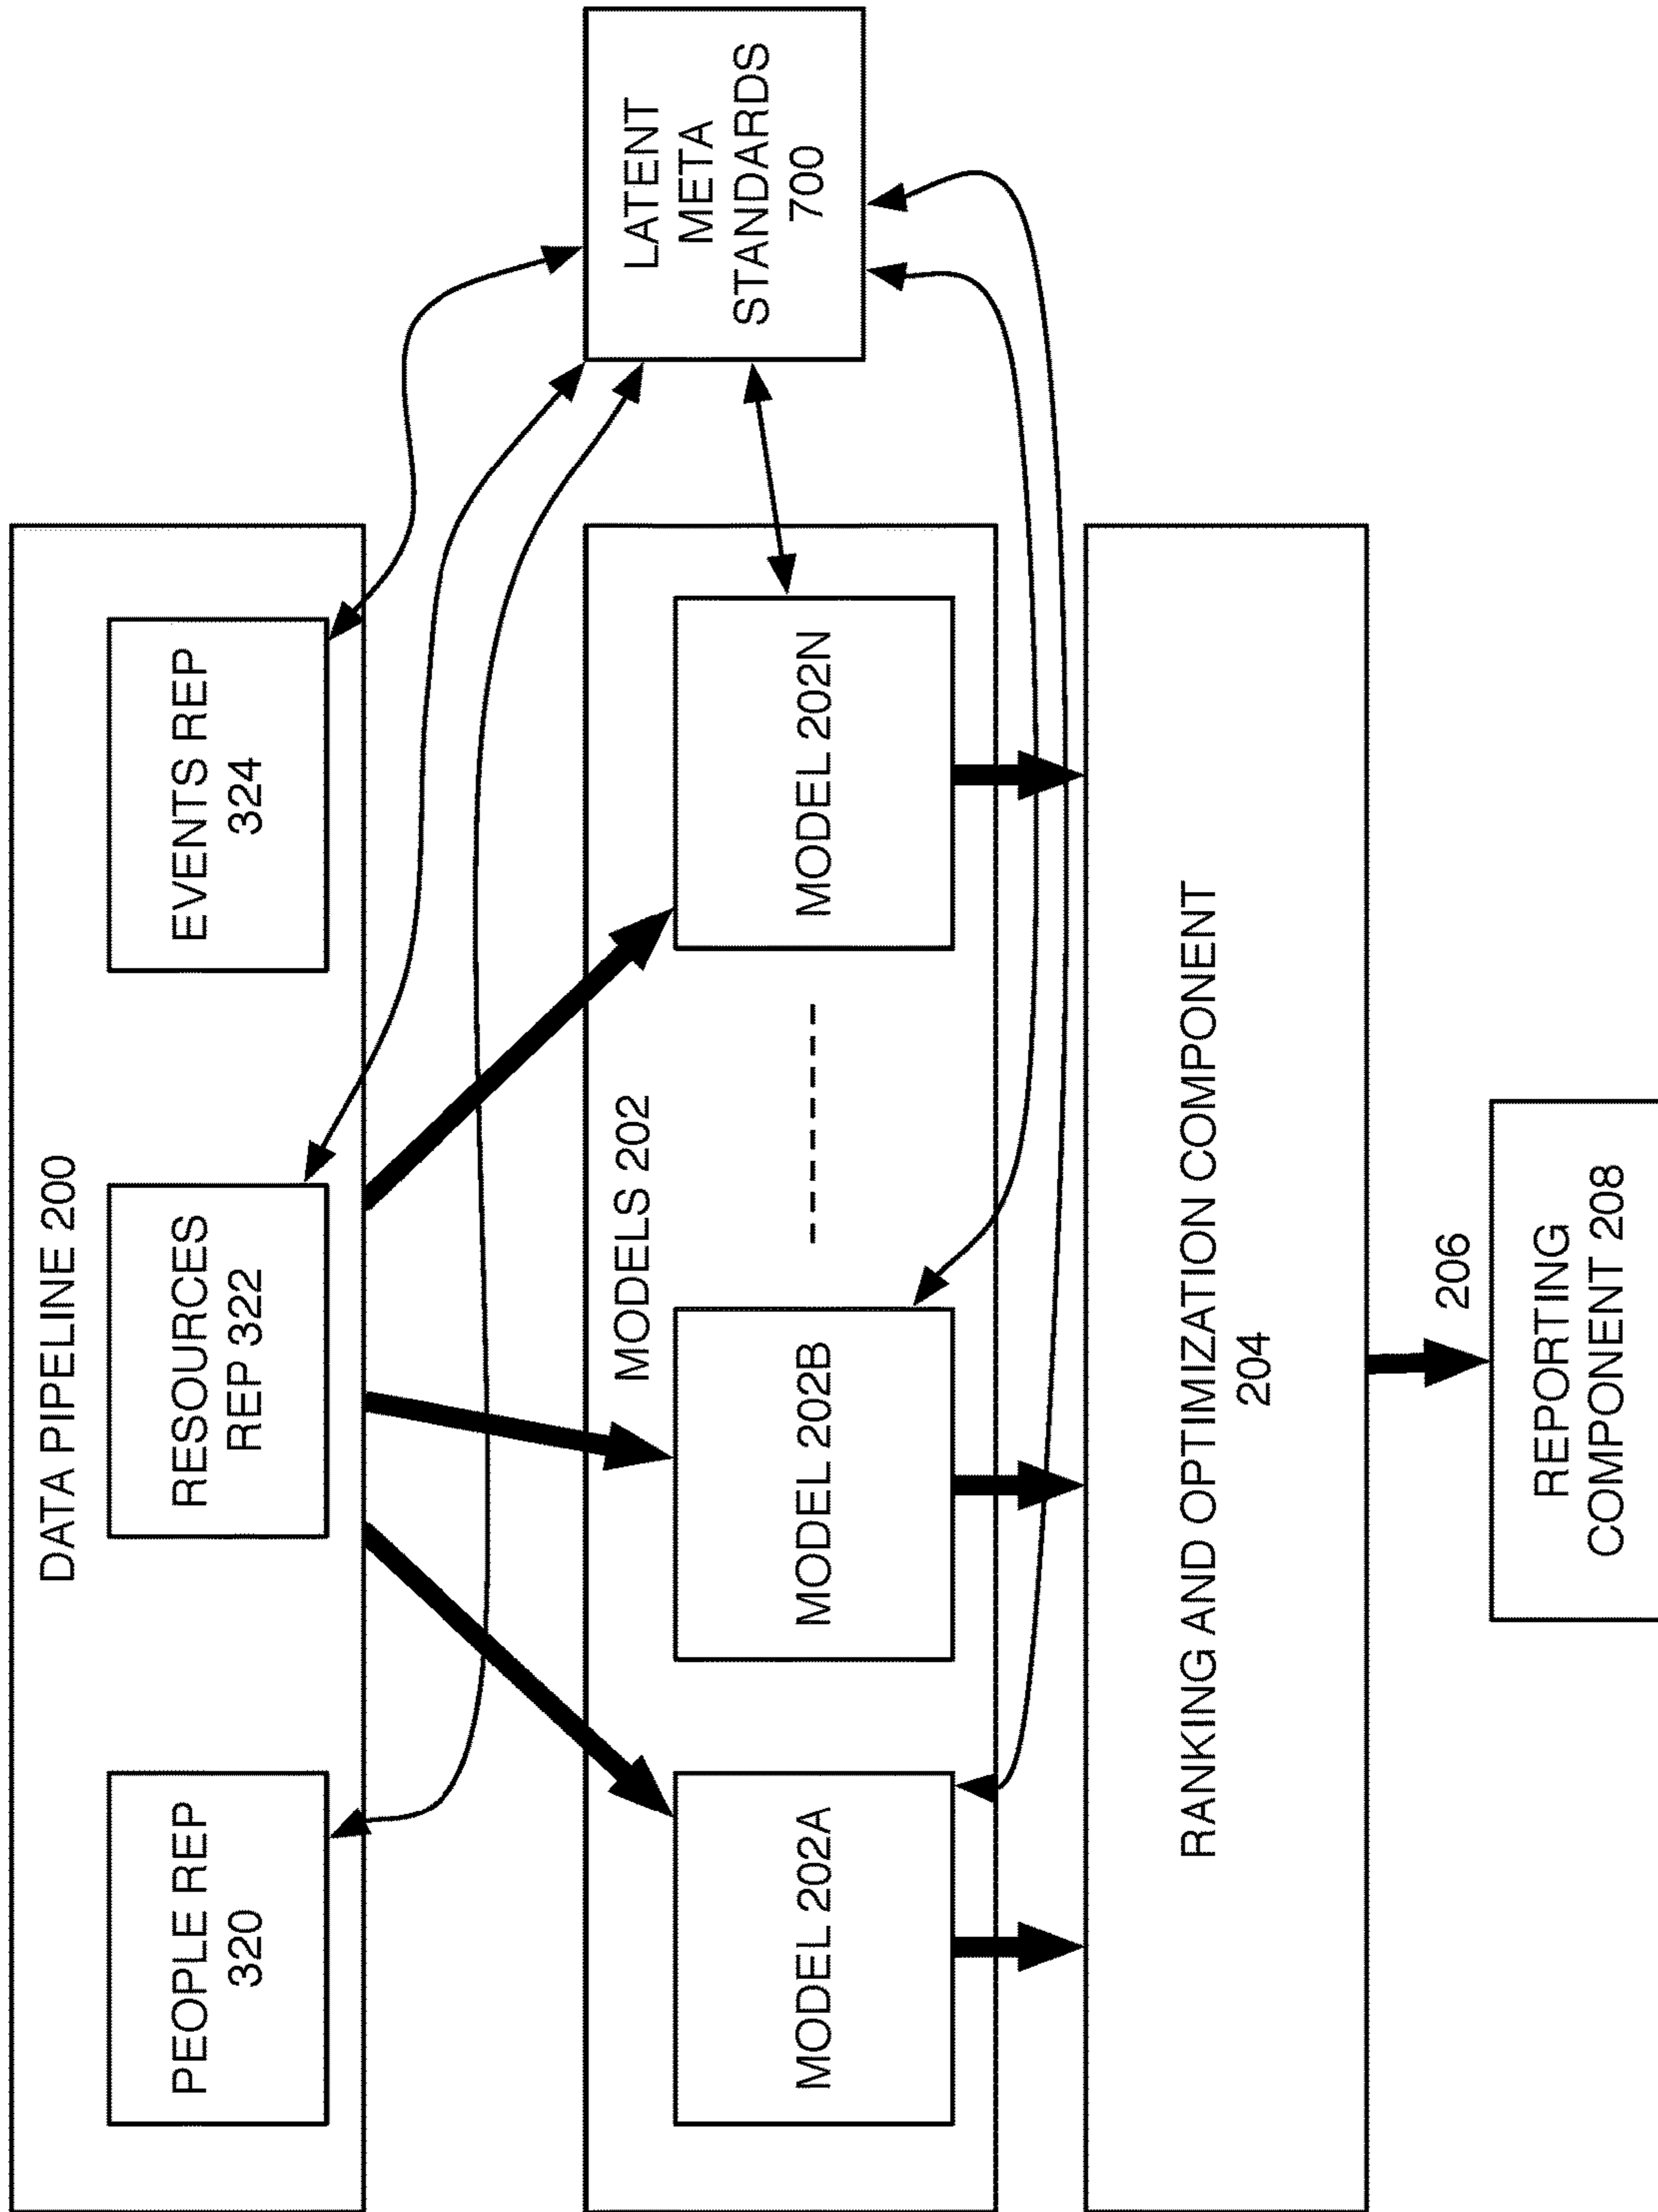 DATA PIPELINE 200
PEOPLE REP
320
RESOURCES
REP 322
EVENTS REP
324
LATENT
META
STANDARDS
700
MODELS 202
MODEL 202A
MODEL 202B
MODEL 202N
RANKING AND OPTIMIZATION COMPONENT
204
206
REPORTING
COMPONENT 208